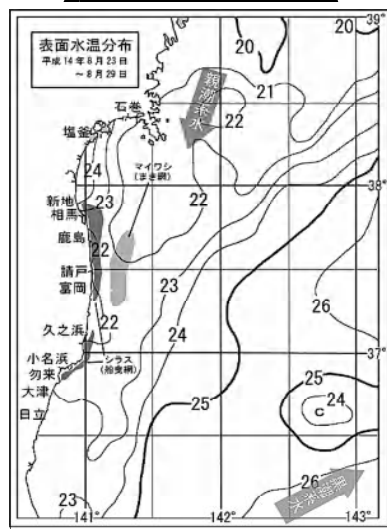 表面水温分布
平成14年8月23日
～8月29日
39°
20
20
石巻
親潮系水
21
塩釜
22
24
マイワシ
(まき網)
38°
新地
23
22
相馬
鹿島
22
請戸
23
富岡
24
26
22
久之浜
37°
小名浜
シラス
(船曳網)
25
25
勿来
24
大津
C
日立
26
黒潮系水
23
141°
142°
143°